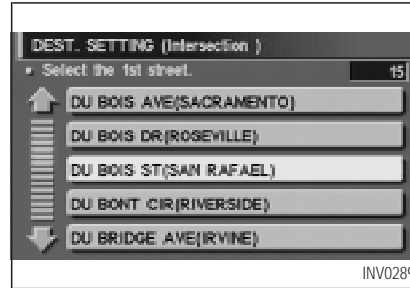 DEST. SETTING (Intersection )
Select the 1st street. 15
DU BOIS AVE(SACRAMENTO)
DU BOIS DR(ROSEVILLE)
DU BOIS ST(SAN RAFAEL)
DU BONT CIR(RIVERSIDE)
DU BRIDGE AVE(IRVINE)
INV0289